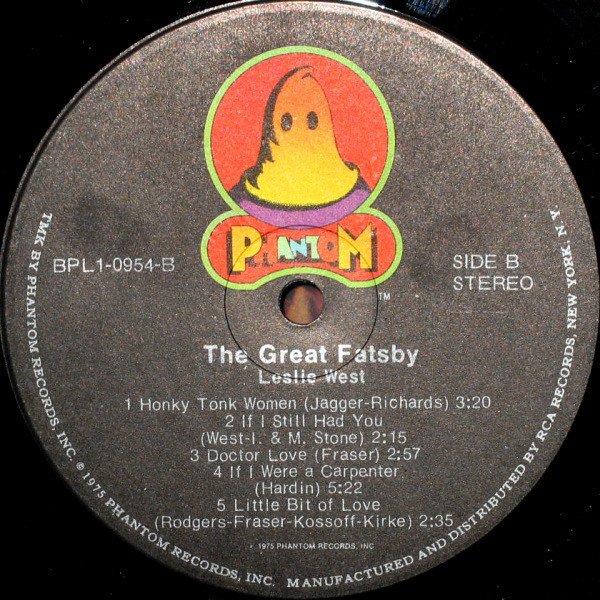 PHANTOM
TM
BPL1-0954-B
SIDE B
STEREO
The Great Fatsby
Leslie West
1 Honky Tonk Women (Jagger-Richards) 3:20
2 If I Still Had You
(West-I. & M. Stone) 2:15
3 Doctor Love (Fraser) 2:57
4 If I Were a Carpenter
(Hardin) 5:22
5 Little Bit of Love
(Rodgers-Fraser-Kossoff-Kirke) 2:35
℗ 1975 PHANTOM RECORDS, INC
TMK BY PHANTOM RECORDS, INC. © 1975 PHANTOM RECORDS, INC. MANUFACTURED AND DISTRIBUTED BY RCA RECORDS, NEW YORK, N.Y.